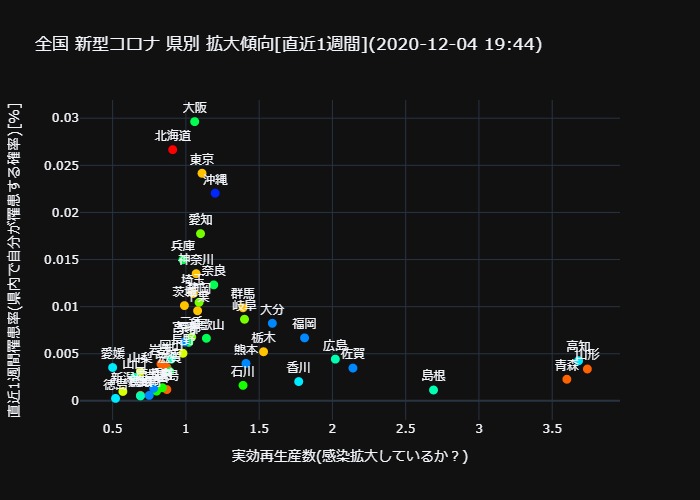 全国 新型コロナ 県別 拡大傾向[直近1週間](2020-12-04 19:44)
直近1週間罹患率(県内で自分が罹患する確率)[%]
0.03
0.025
0.02
0.015
0.01
0.005
0
大阪
北海道
東京
沖縄
愛知
兵庫
神奈川
奈良
埼玉
茨城
群馬
岐阜
大分
福岡
栃木
広島
佐賀
高知
山形
青森
愛媛
熊本
香川
石川
島根
0.5
1
1.5
2
2.5
3
3.5
実効再生産数(感染拡大しているか？)